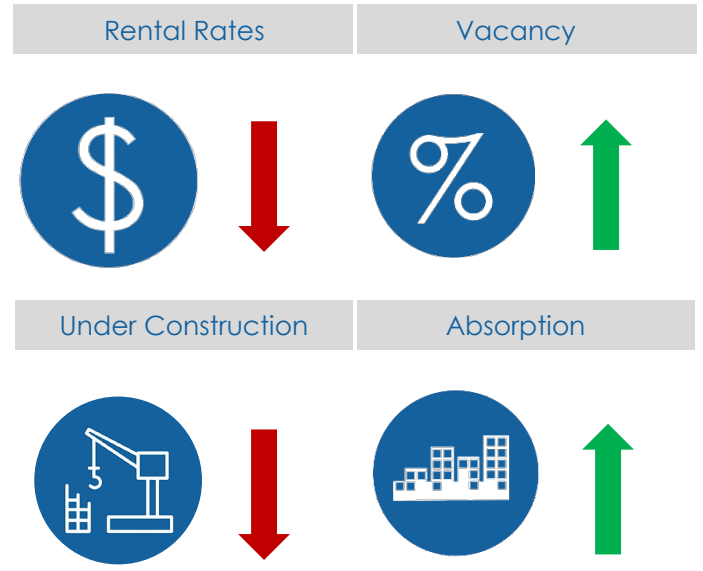 Rental Rates
Vacancy
$
%
Under Construction
Absorption